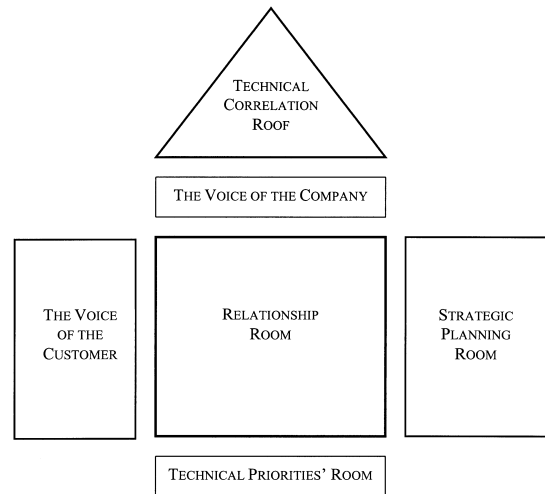 TECHNICAL
CORRELATION
ROOF
THE VOICE OF THE COMPANY
THE VOICE
OF THE
CUSTOMER
RELATIONSHIP
ROOM
STRATEGIC
PLANNING
ROOM
TECHNICAL PRIORITIES' ROOM